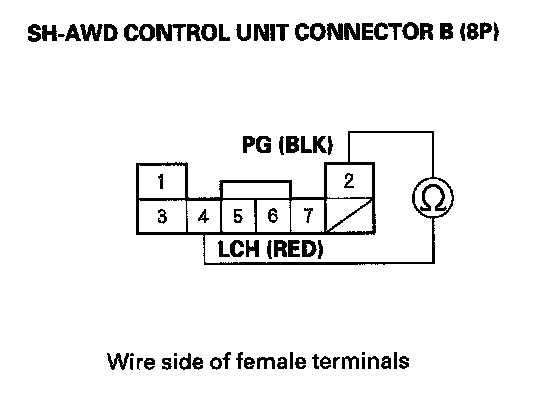 SH-AWD CONTROL UNIT CONNECTOR B (8P)
PG (BLK)
1 2
3 4 5 6 7
Ω
LCH (RED)
Wire side of female terminals